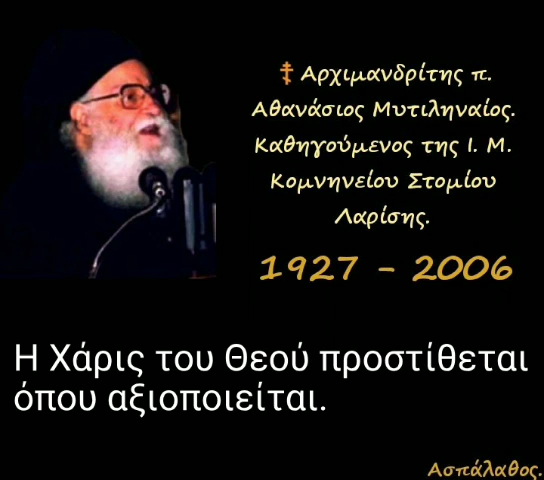 ☦ Αρχιμανδρίτης π.
Αθανάσιος Μυτιληναίος.
Καθηγούμενος της Ι. Μ.
Κομνηνείου Στομίου
Λαρίσης.
1927 - 2006
Η Χάρις του Θεού προστίθεται
όπου αξιοποιείται.
Ασπάλαθος.